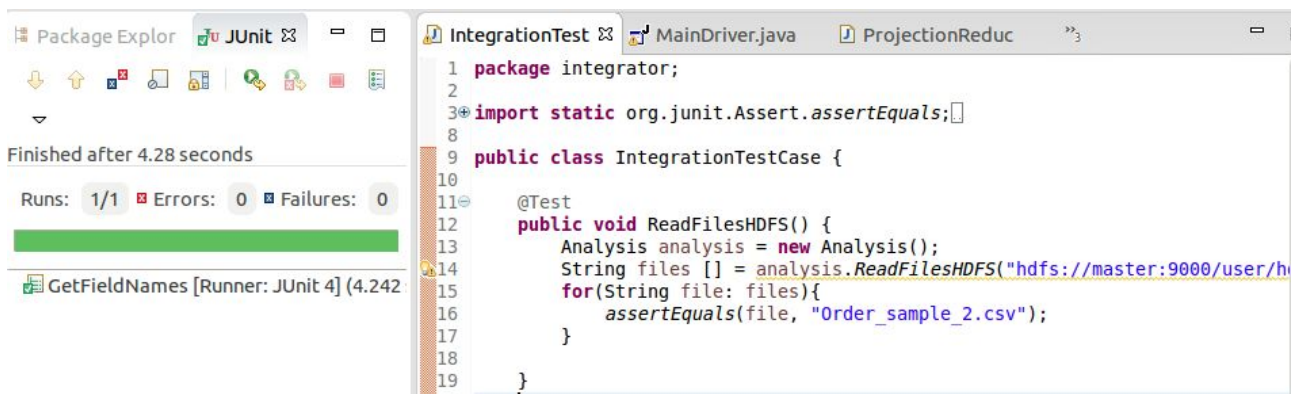 Package Explor JUnit
Finished after 4.28 seconds
Runs: 1/1 Errors: 0 Failures: 0
GetFieldNames [Runner: JUnit 4] (4.242
IntegrationTest MainDriver.java ProjectionReduc »3
1 package integrator;
2
3 import static org.junit.Assert.assertEquals;
8
9 public class IntegrationTestCase {
10
11 @Test
12 public void ReadFilesHDFS() {
13 Analysis analysis = new Analysis();
14 String files [] = analysis.ReadFilesHDFS("hdfs://master:9000/user/h
15 for(String file: files){
16 assertEquals(file, "Order_sample_2.csv");
17 }
18
19 }